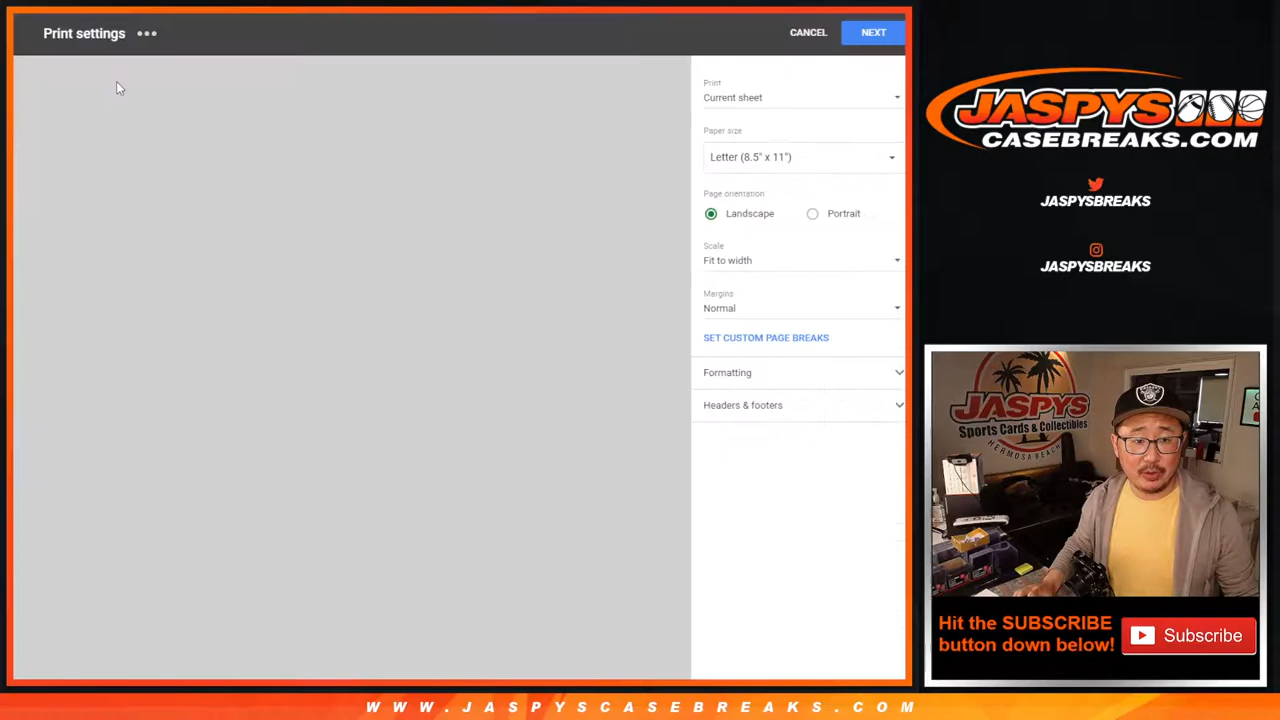 Print settings
CANCEL
NEXT
Print
Current sheet
Paper size
Letter (8.5" x 11")
Page orientation
Landscape
Portrait
Scale
Fit to width
Margins
Normal
SET CUSTOM PAGE BREAKS
Formatting
Headers & footers
JASPYS
CASEBREAKS.COM
JASPYSBREAKS
JASPYSBREAKS
JASPYS
Sports Cards & Collectibles
HERMOSA BEACH
Hit the SUBSCRIBE
button down below!
Subscribe
WWW.JASPYSCASEBREAKS.COM